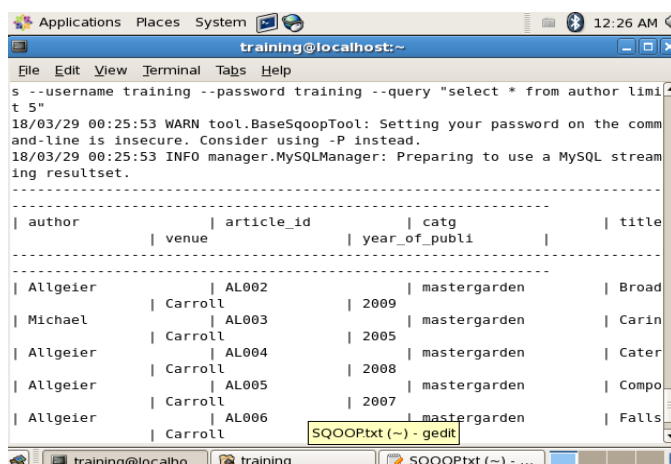 Applications Places System 12:26 AM
training@localhost:~
File Edit View Terminal Tabs Help
s --username training --password training --query "select * from author limi
t 5"
18/03/29 00:25:53 WARN tool.BaseSqoopTool: Setting your password on the comm
and-line is insecure. Consider using -P instead.
18/03/29 00:25:53 INFO manager.MySQLManager: Preparing to use a MySQL stream
ing resultset.
------------------------------------------------------------------------
------------------------------------------------------------
| author | article_id | catg | title
| venue | year_of_publi |
------------------------------------------------------------------------
------------------------------------------------------------
| Allgeier | AL002 | mastergarden | Broad
| Carroll | 2009
| Michael | AL003 | mastergarden | Carin
| Carroll | 2005
| Allgeier | AL004 | mastergarden | Cater
| Carroll | 2008
| Allgeier | AL005 | mastergarden | Compo
| Carroll | 2007
| Allgeier | AL006 | mastergarden | Falls
| Carroll
SQOOP.txt (~) - gedit
training@localho... training SQOOP.txt (~) - ...